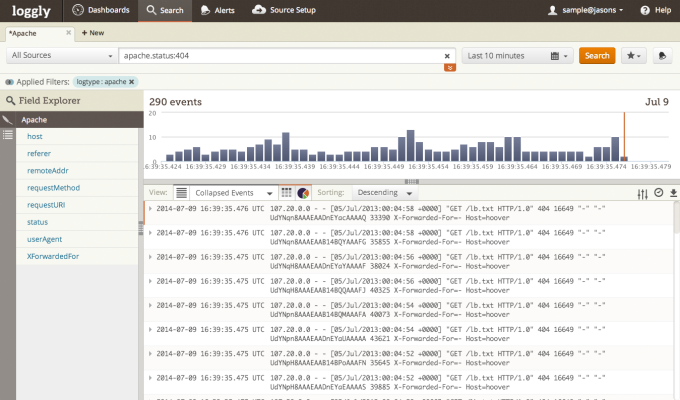 loggly Dashboards Search Alerts Source Setup sample@jasons Help
*Apache × + New
All Sources apache.status:404 × Last 10 minutes Search
Applied Filters: logtype : apache ×
Field Explorer
Apache
host
referer
remoteAddr
requestMethod
requestURI
status
userAgent
XForwardedFor
290 events Jul 9
20
10
0
16:39:35.424 16:39:35.429 16:39:35.434 16:39:35.439 16:39:35.444 16:39:35.449 16:39:35.454 16:39:35.459 16:39:35.464 16:39:35.469 16:39:35.474 16:39:35.479
View: Collapsed Events Sorting: Descending
2014-07-09 16:39:35.476 UTC 107.20.0.0 - - [05/Jul/2013:00:04:58 +0000] "GET /lb.txt HTTP/1.0" 404 16649 "-" "-"
33390 X-Forwarded-For=- Host=hoover
2014-07-09 16:39:35.476 UTC 107.20.0.0 - - [05/Jul/2013:00:04:58 +0000] "GET /lb.txt HTTP/1.0" 404 16649 "-" "-"
35855 X-Forwarded-For=- Host=hoover
2014-07-09 16:39:35.475 UTC 107.20.0.0 - - [05/Jul/2013:00:04:56 +0000] "GET /lb.txt HTTP/1.0" 404 16649 "-" "-"
38024 X-Forwarded-For=- Host=hoover
2014-07-09 16:39:35.475 UTC 107.20.0.0 - - [05/Jul/2013:00:04:56 +0000] "GET /lb.txt HTTP/1.0" 404 16649 "-" "-"
40325 X-Forwarded-For=- Host=hoover
2014-07-09 16:39:35.475 UTC 107.20.0.0 - - [05/Jul/2013:00:04:54 +0000] "GET /lb.txt HTTP/1.0" 404 16649 "-" "-"
40073 X-Forwarded-For=- Host=hoover
2014-07-09 16:39:35.475 UTC 107.20.0.0 - - [05/Jul/2013:00:04:54 +0000] "GET /lb.txt HTTP/1.0" 404 16649 "-" "-"
43621 X-Forwarded-For=- Host=hoover
2014-07-09 16:39:35.475 UTC 107.20.0.0 - - [05/Jul/2013:00:04:52 +0000] "GET /lb.txt HTTP/1.0" 404 16649 "-" "-"
35645 X-Forwarded-For=- Host=hoover
2014-07-09 16:39:35.475 UTC 107.20.0.0 - - [05/Jul/2013:00:04:52 +0000] "GET /lb.txt HTTP/1.0" 404 16649 "-" "-"
39885 X-Forwarded-For=- Host=hoover